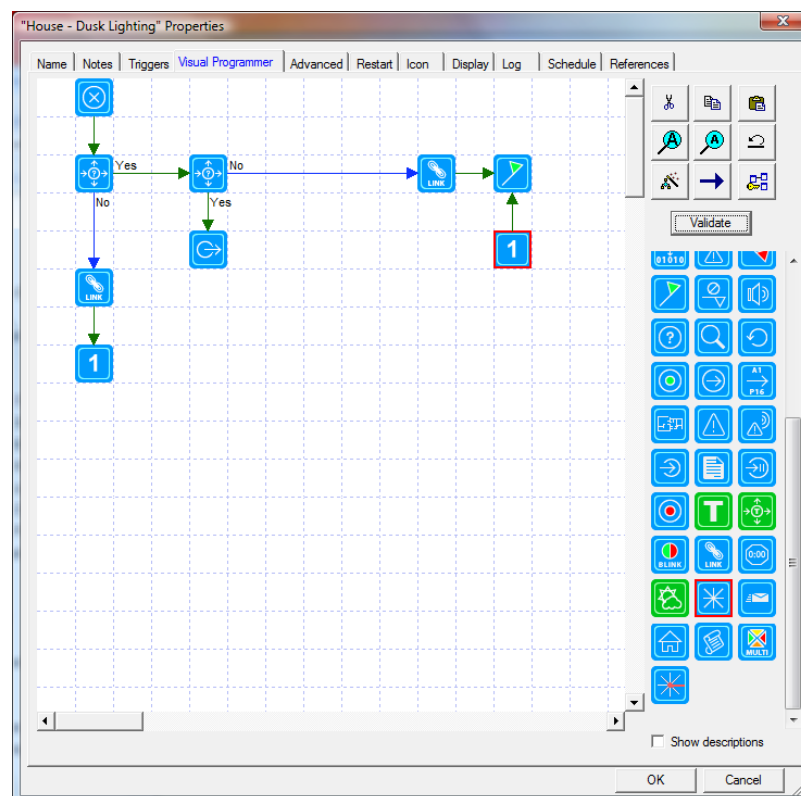 "House - Dusk Lighting" Properties
Name Notes Triggers Visual Programmer Advanced Restart Icon Display Log Schedule References
Yes No
LINK
No Yes
Validate
1
01010
LINK
1
A1
P16
T
BLINK LINK 0:00
MULTI
Show descriptions
OK Cancel